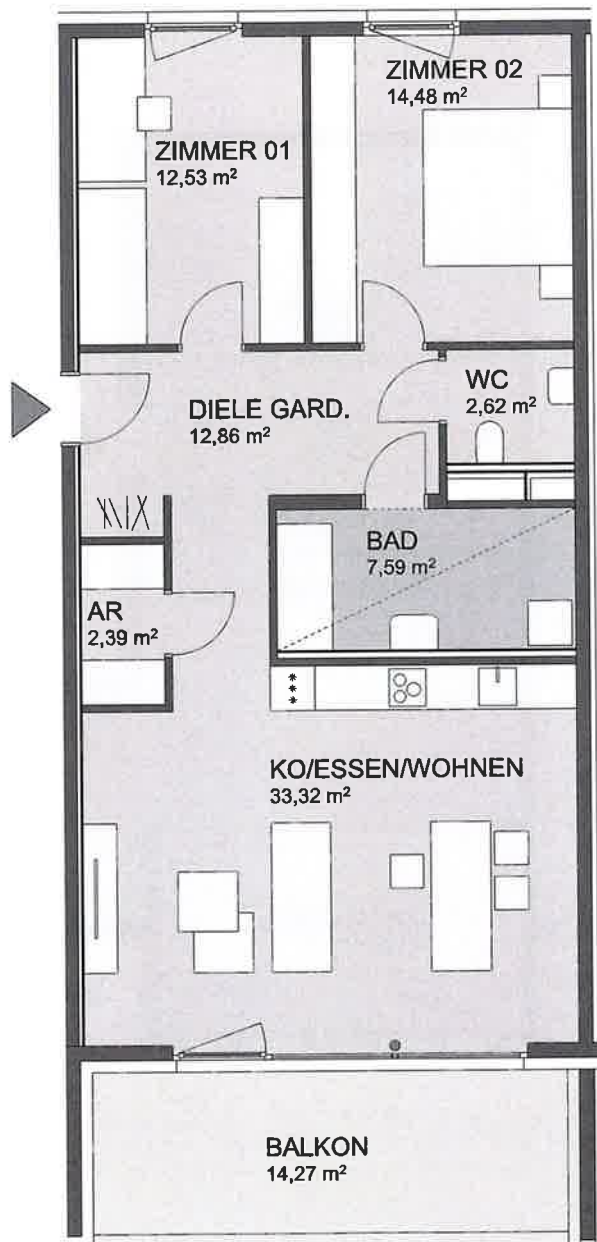 ZIMMER 02
14,48 m²
ZIMMER 01
12,53 m²
WC
2,62 m²
DIELE GARD.
12,86 m²
BAD
7,59 m²
AR
2,39 m²
KO/ESSEN/WOHNEN
33,32 m²
BALKON
14,27 m²